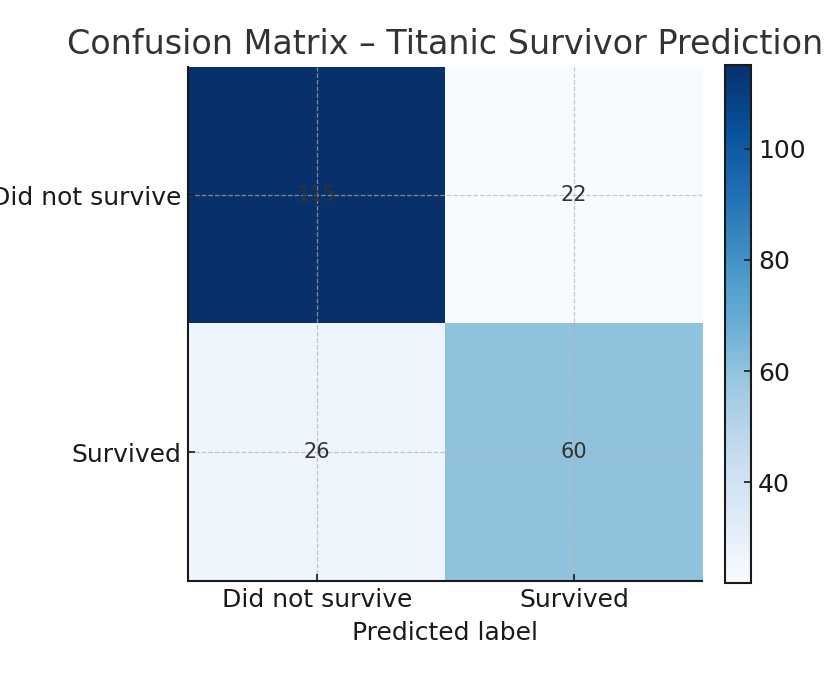 Confusion Matrix – Titanic Survivor Prediction
Did not survive
115
22
100
80
60
40
Survived
26
60
Did not survive
Survived
Predicted label